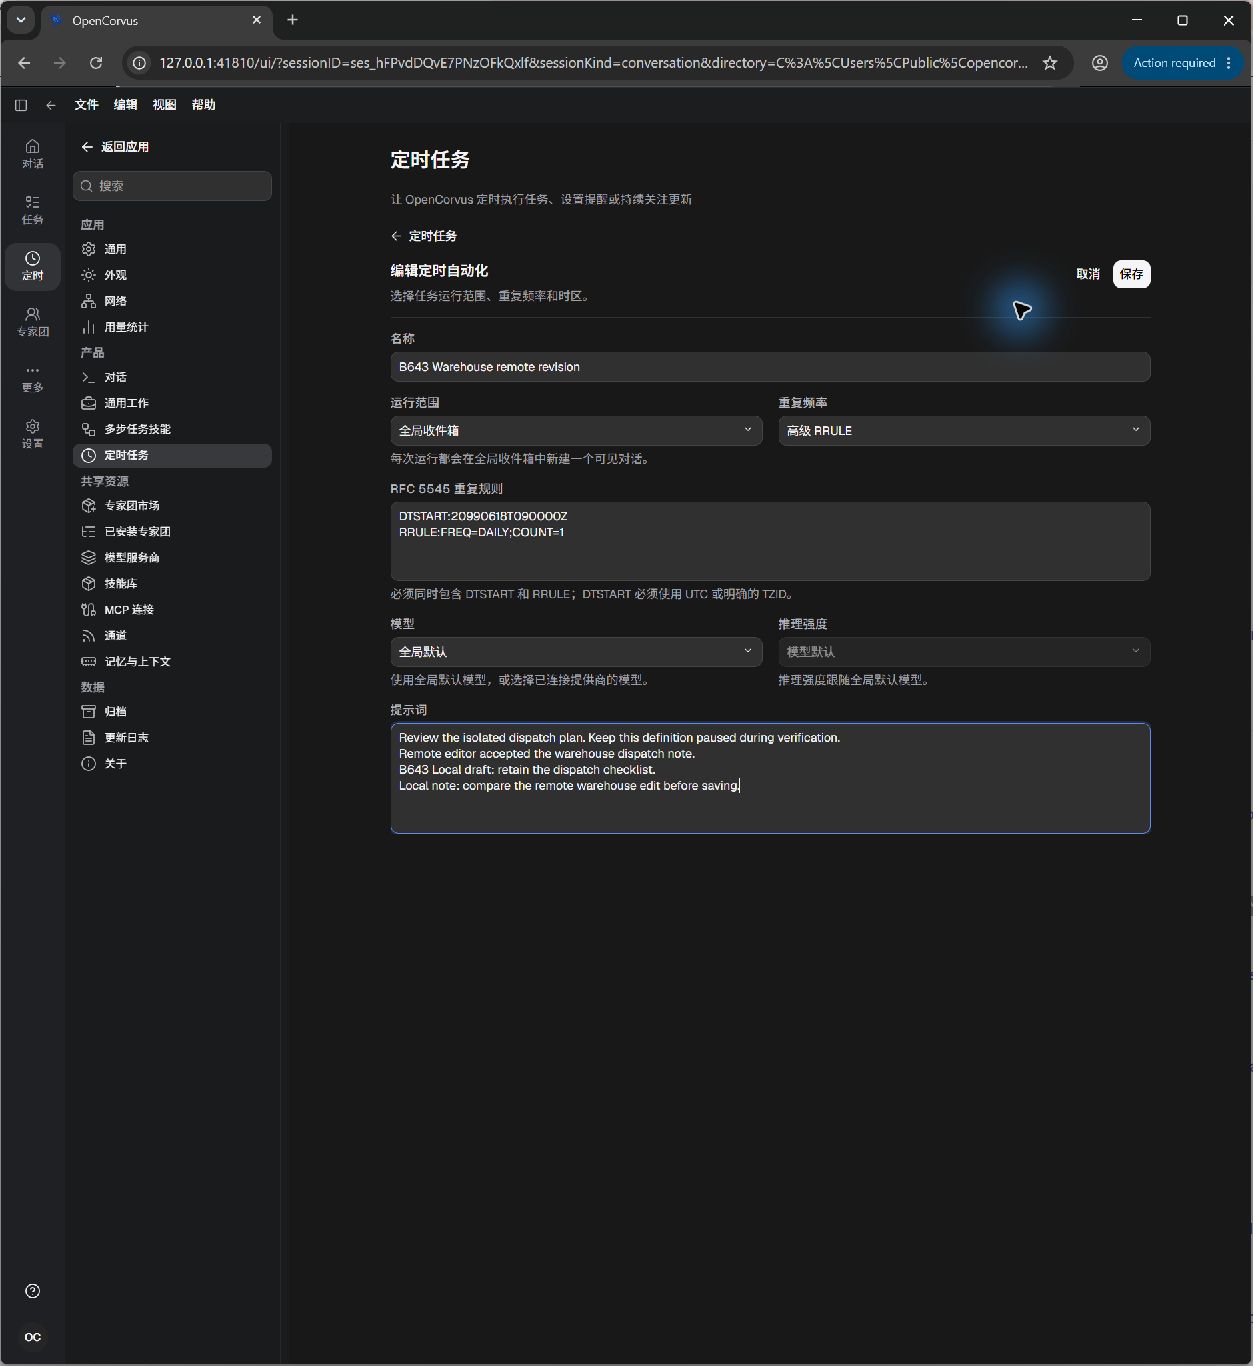 OpenCorvus
127.0.0.1:41810/ui/?sessionID=ses_hFPvdDQvE7PNzOFkQxIf&sessionKind=conversation&directory=C%3A%5CUsers%5CPublic%5Copencor...
Action required
文件 编辑 视图 帮助
对话
任务
定时
专家团
更多
设置
OC
返回应用
搜索
应用
通用
外观
网络
用量统计
产品
对话
通用工作
多步任务技能
定时任务
共享资源
专家团市场
已安装专家团
模型服务商
技能库
MCP 连接
通道
记忆与上下文
数据
归档
更新日志
关于
定时任务
让 OpenCorvus 定时执行任务、设置提醒或持续关注更新
定时任务
编辑定时自动化
取消 保存
选择任务运行范围、重复频率和时区。
名称
B643 Warehouse remote revision
运行范围 重复频率
全局收件箱 高级 RRULE
每次运行都会在全局收件箱中新建一个可见对话。
RFC 5545 重复规则
DTSTART:20990618T090000Z
RRULE:FREQ=DAILY;COUNT=1
必须同时包含 DTSTART 和 RRULE；DTSTART 必须使用 UTC 或明确的 TZID。
模型 推理强度
全局默认 模型默认
使用全局默认模型，或选择已连接提供商的模型。 推理强度跟随全局默认模型。
提示词
Review the isolated dispatch plan. Keep this definition paused during verification.
Remote editor accepted the warehouse dispatch note.
B643 Local draft: retain the dispatch checklist.
Local note: compare the remote warehouse edit before saving.